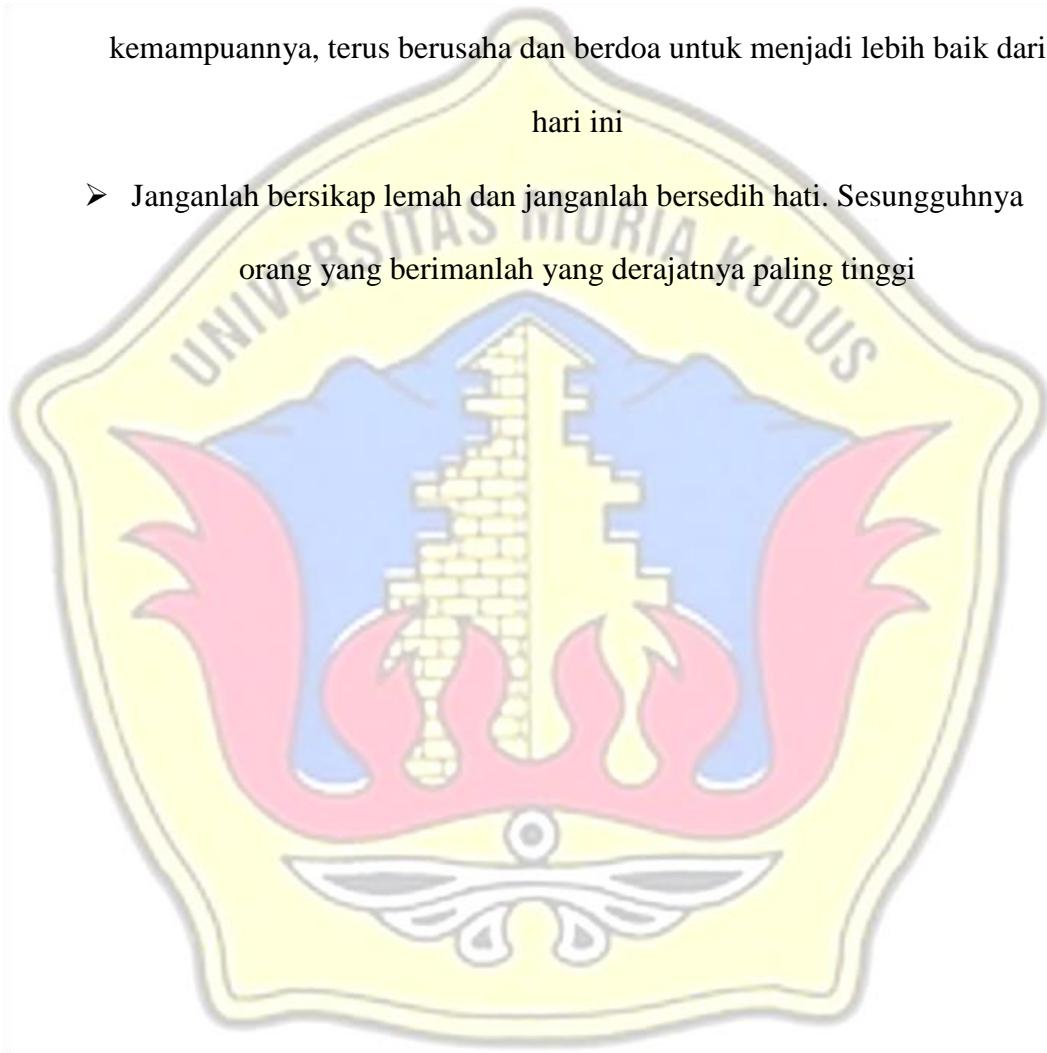 kemampuannya, terus berusaha dan berdoa untuk menjadi lebih baik dari
hari ini
➢ Janganlah bersikap lemah dan janganlah bersedih hati. Sesungguhnya
orang yang berimanlah yang derajatnya paling tinggi
UNIVERSITAS MURIA KUDUS